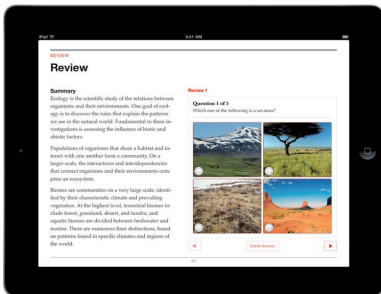 iPad
9:41 AM
REVIEW
Review
Summary
Ecology is the scientific study of the relations between
organisms and their environments. One goal of ecol-
ogy is to discover the rules that explain the patterns
we see in the natural world. Fundamental to these in-
vestigations is assessing the influence of biotic and
abiotic factors.
Populations of organisms that share a habitat and in-
teract with one another form a community. On a
larger scale, the interactions and interdependencies
that connect organisms and their environments com-
prise an ecosystem.
Biomes are communities on a very large scale, identi-
fied by their characteristic climate and prevailing
vegetation. At the highest level, terrestrial biomes in-
clude forest, grassland, desert, and tundra, and
aquatic biomes are divided between freshwater and
marine. There are numerous finer distinctions, based
on patterns found in specific climates and regions of
the world.
Review 1
Question 1 of 5
Which one of the following is a savanna?
Check Answer